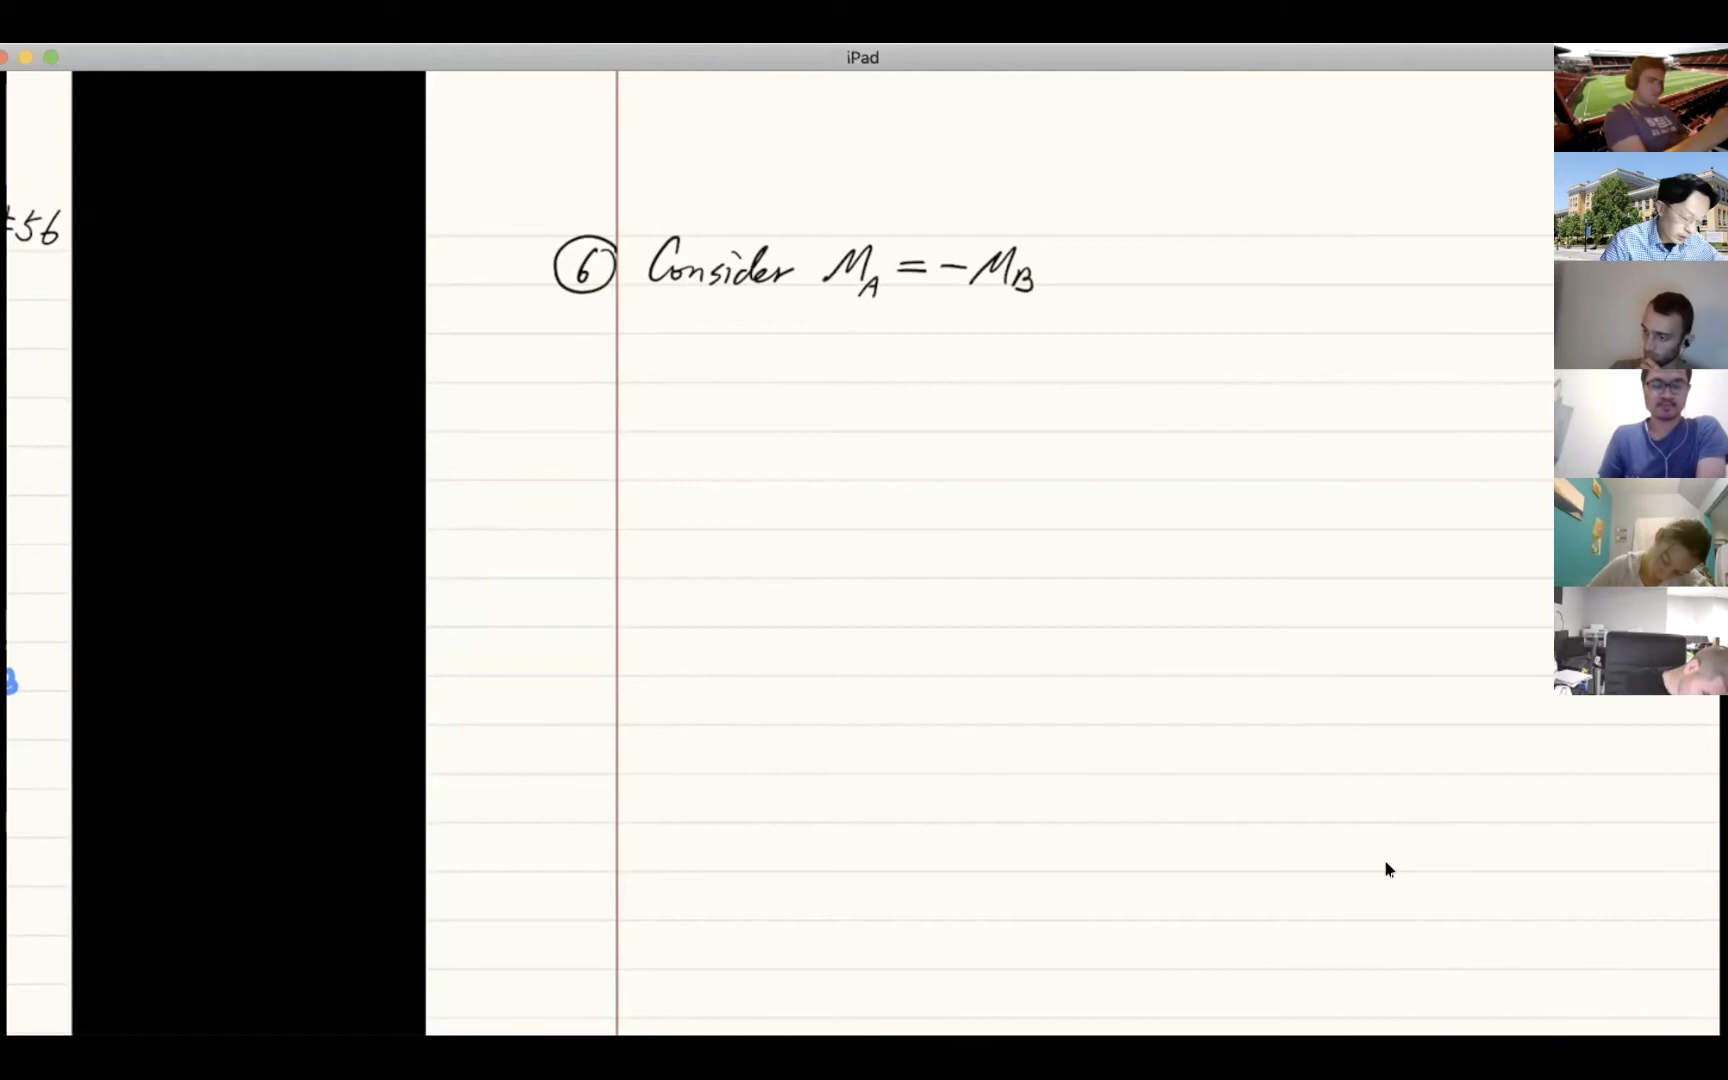 iPad
=56
⑥ Consider M_A = -M_B